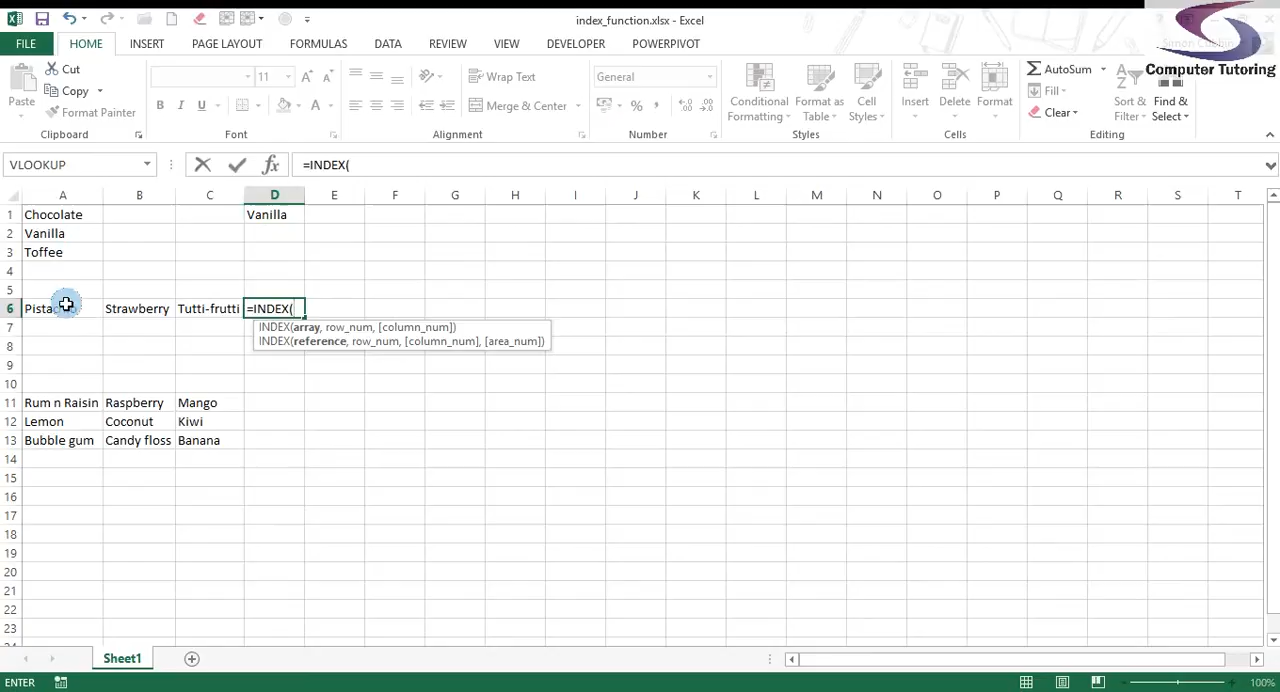 index_function.xlsx - Excel
FILE HOME INSERT PAGE LAYOUT FORMULAS DATA REVIEW VIEW DEVELOPER POWERPIVOT
Computer Tutoring
Paste
Cut
Copy
Format Painter
Clipboard
11
B I U
Font
Wrap Text
Merge & Center
Alignment
General
Number
Conditional Formatting
Format as Table
Cell Styles
Styles
Insert Delete Format
Cells
AutoSum
Fill
Clear
Sort & Filter
Find & Select
Editing
VLOOKUP
fx
=INDEX(
A B C D E F G H I J K L M N O P Q R S T
1 Chocolate Vanilla
2 Vanilla
3 Toffee
4
5
6 Strawberry Tutti-frutti =INDEX(
7 INDEX(array, row_num, [column_num])
8 INDEX(reference, row_num, [column_num], [area_num])
9
10
11 Rum n Raisin Raspberry Mango
12 Lemon Coconut Kiwi
13 Bubble gum Candy floss Banana
14
15
16
17
18
19
20
21
22
23
Sheet1
ENTER 100%